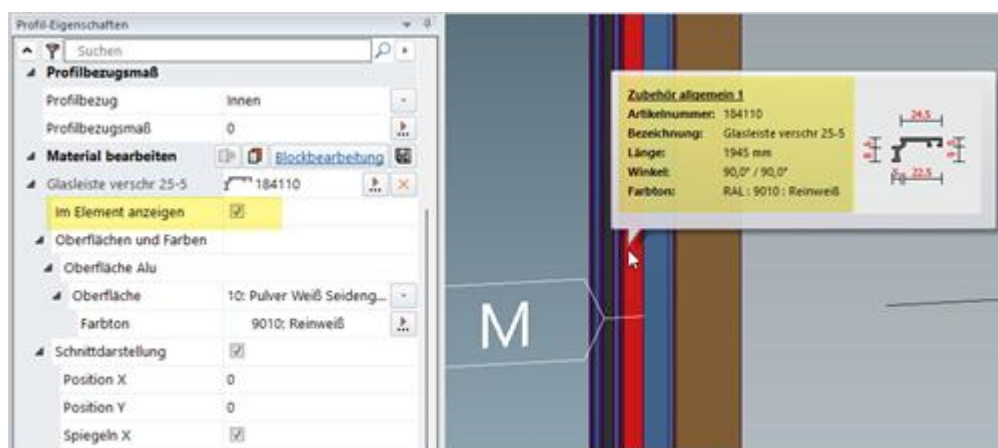 Profil-Eigenschaften
Suchen
Profilbezugsmaß
Profilbezug Innen
Profilbezugsmaß 0
Material bearbeiten Blockbearbeitung
Glasleiste verschr 25-5 184110
Im Element anzeigen
Oberflächen und Farben
Oberfläche Alu
Oberfläche 10: Pulver Weiß Seideng...
Farbton 9010: Reinweiß
Schnittdarstellung
Position X 0
Position Y 0
Spiegeln X
Zubehör allgemein 1
Artikelnummer: 184110
Bezeichnung: Glasleiste verschr 25-5
Länge: 1945 mm
Winkel: 90,0° / 90,0°
Farbton: RAL : 9010 : Reinweiß
24.5
22.5
M